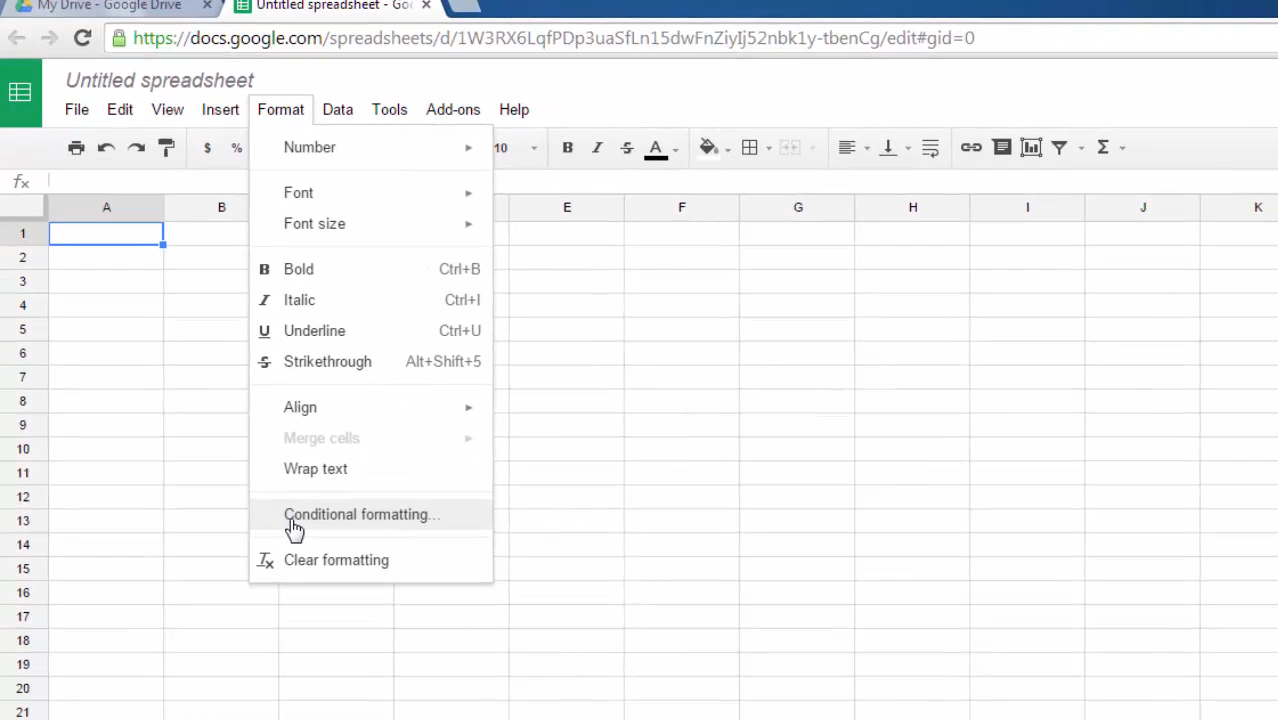 My Drive - Google Drive × Untitled spreadsheet - Go ×
https://docs.google.com/spreadsheets/d/1W3RX6LqfPDp3uaSfLn15dwFnZiyIj52nbk1y-tbenCg/edit#gid=0
Untitled spreadsheet
File Edit View Insert Format Data Tools Add-ons Help
$ % 10 B I S A Σ
fx
A B E F G H I J K
Number
Font
Font size
B Bold Ctrl+B
I Italic Ctrl+I
U Underline Ctrl+U
S Strikethrough Alt+Shift+5
Align
Merge cells
Wrap text
Conditional formatting...
Clear formatting
1
2
3
4
5
6
7
8
9
10
11
12
13
14
15
16
17
18
19
20
21